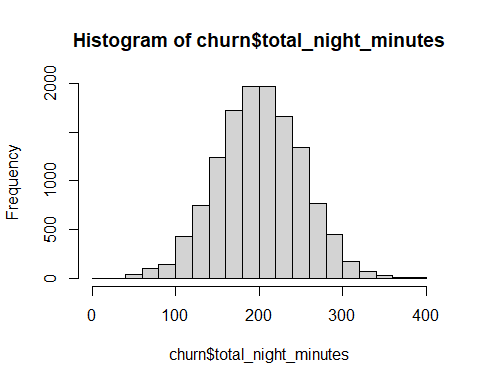 Histogram of churn$total_night_minutes
Frequency
2000
1000
500
0
0 100 200 300 400
churn$total_night_minutes